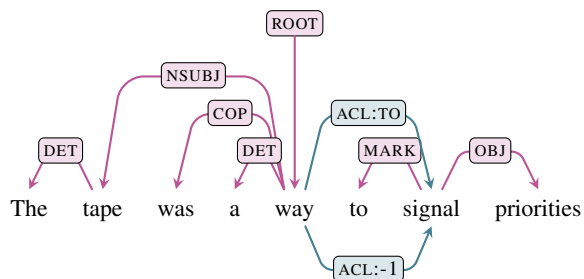 ROOT
NSUBJ
COP ACL:TO
DET DET MARK OBJ
The tape was a way to signal priorities
ACL:-1